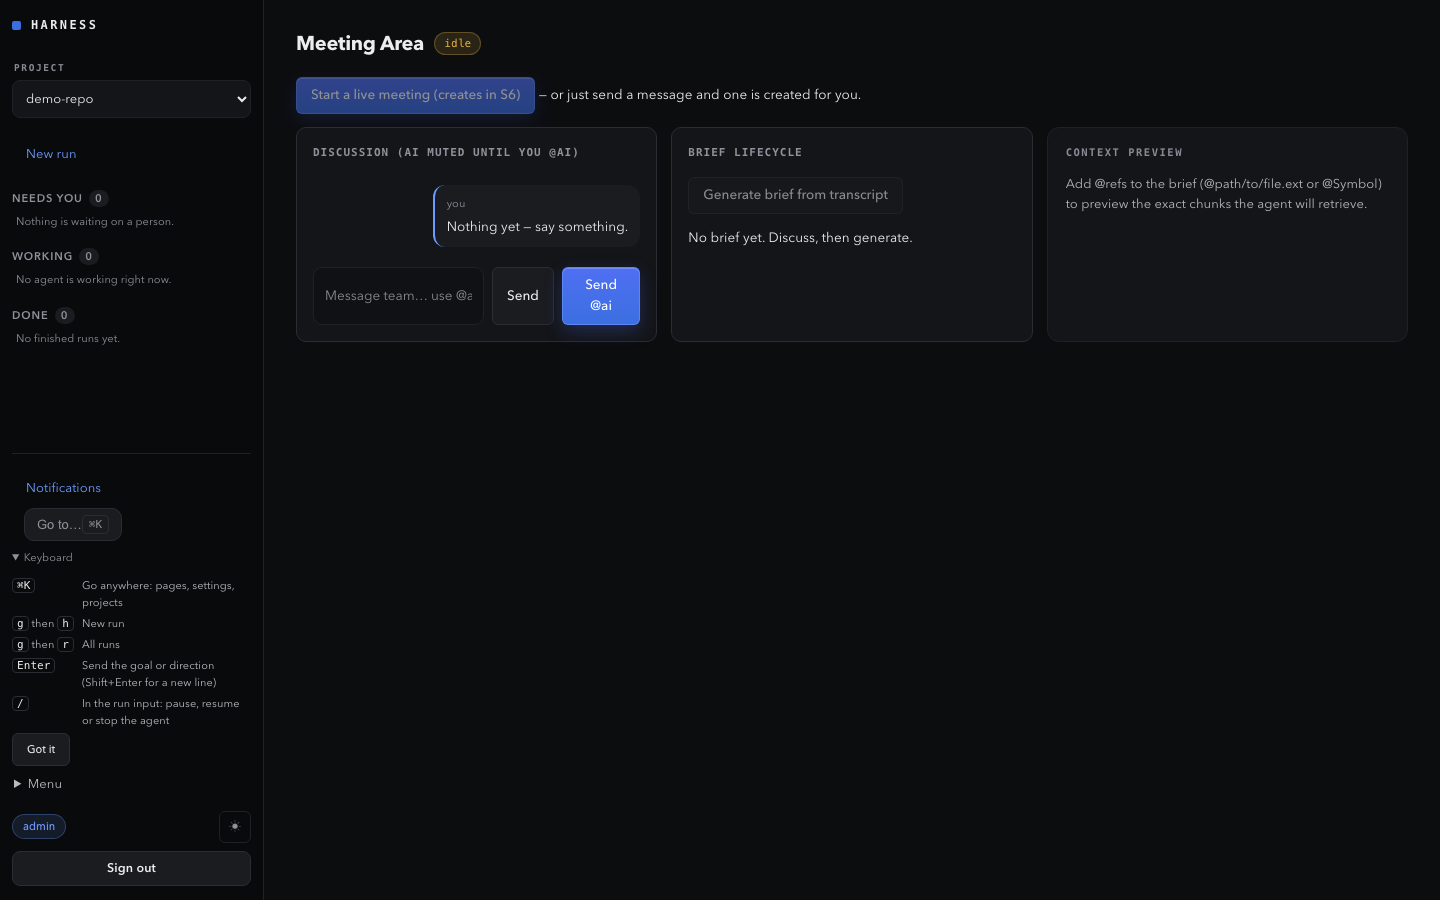 HARNESS
PROJECT
demo-repo
New run
NEEDS YOU 0
Nothing is waiting on a person.
WORKING 0
No agent is working right now.
DONE 0
No finished runs yet.
Notifications
Go to… ⌘K
▼ Keyboard
⌘K Go anywhere: pages, settings,
projects
g then h New run
g then r All runs
Enter Send the goal or direction
(Shift+Enter for a new line)
/ In the run input: pause, resume
or stop the agent
Got it
▶ Menu
admin
Sign out
Meeting Area idle
Start a live meeting (creates in S6) — or just send a message and one is created for you.
DISCUSSION (AI MUTED UNTIL YOU @AI)
you
Nothing yet — say something.
Message team… use @a
Send
Send
@ai
BRIEF LIFECYCLE
Generate brief from transcript
No brief yet. Discuss, then generate.
CONTEXT PREVIEW
Add @refs to the brief (@path/to/file.ext or @Symbol)
to preview the exact chunks the agent will retrieve.